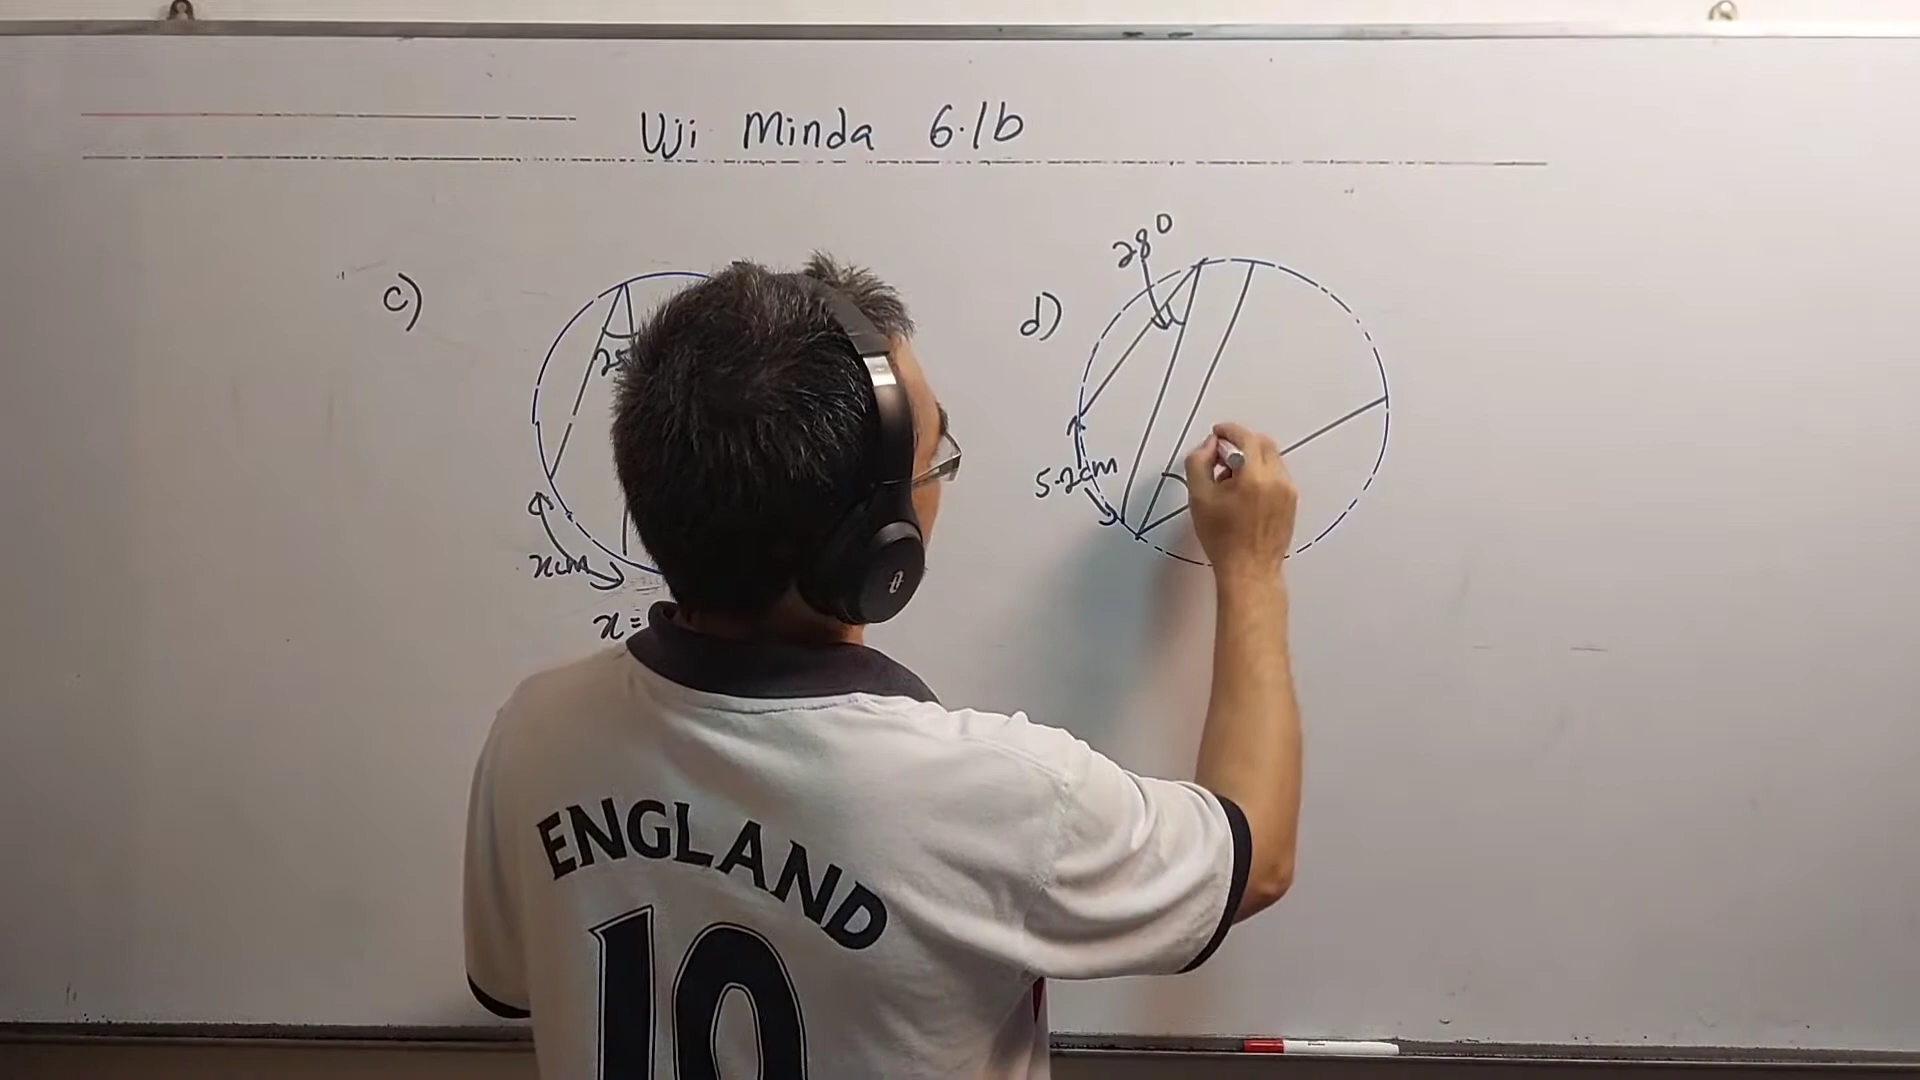 Uji Minda 6.1b
c)
25
x cm
x =
d)
28°
5.2cm
ENGLAND
10